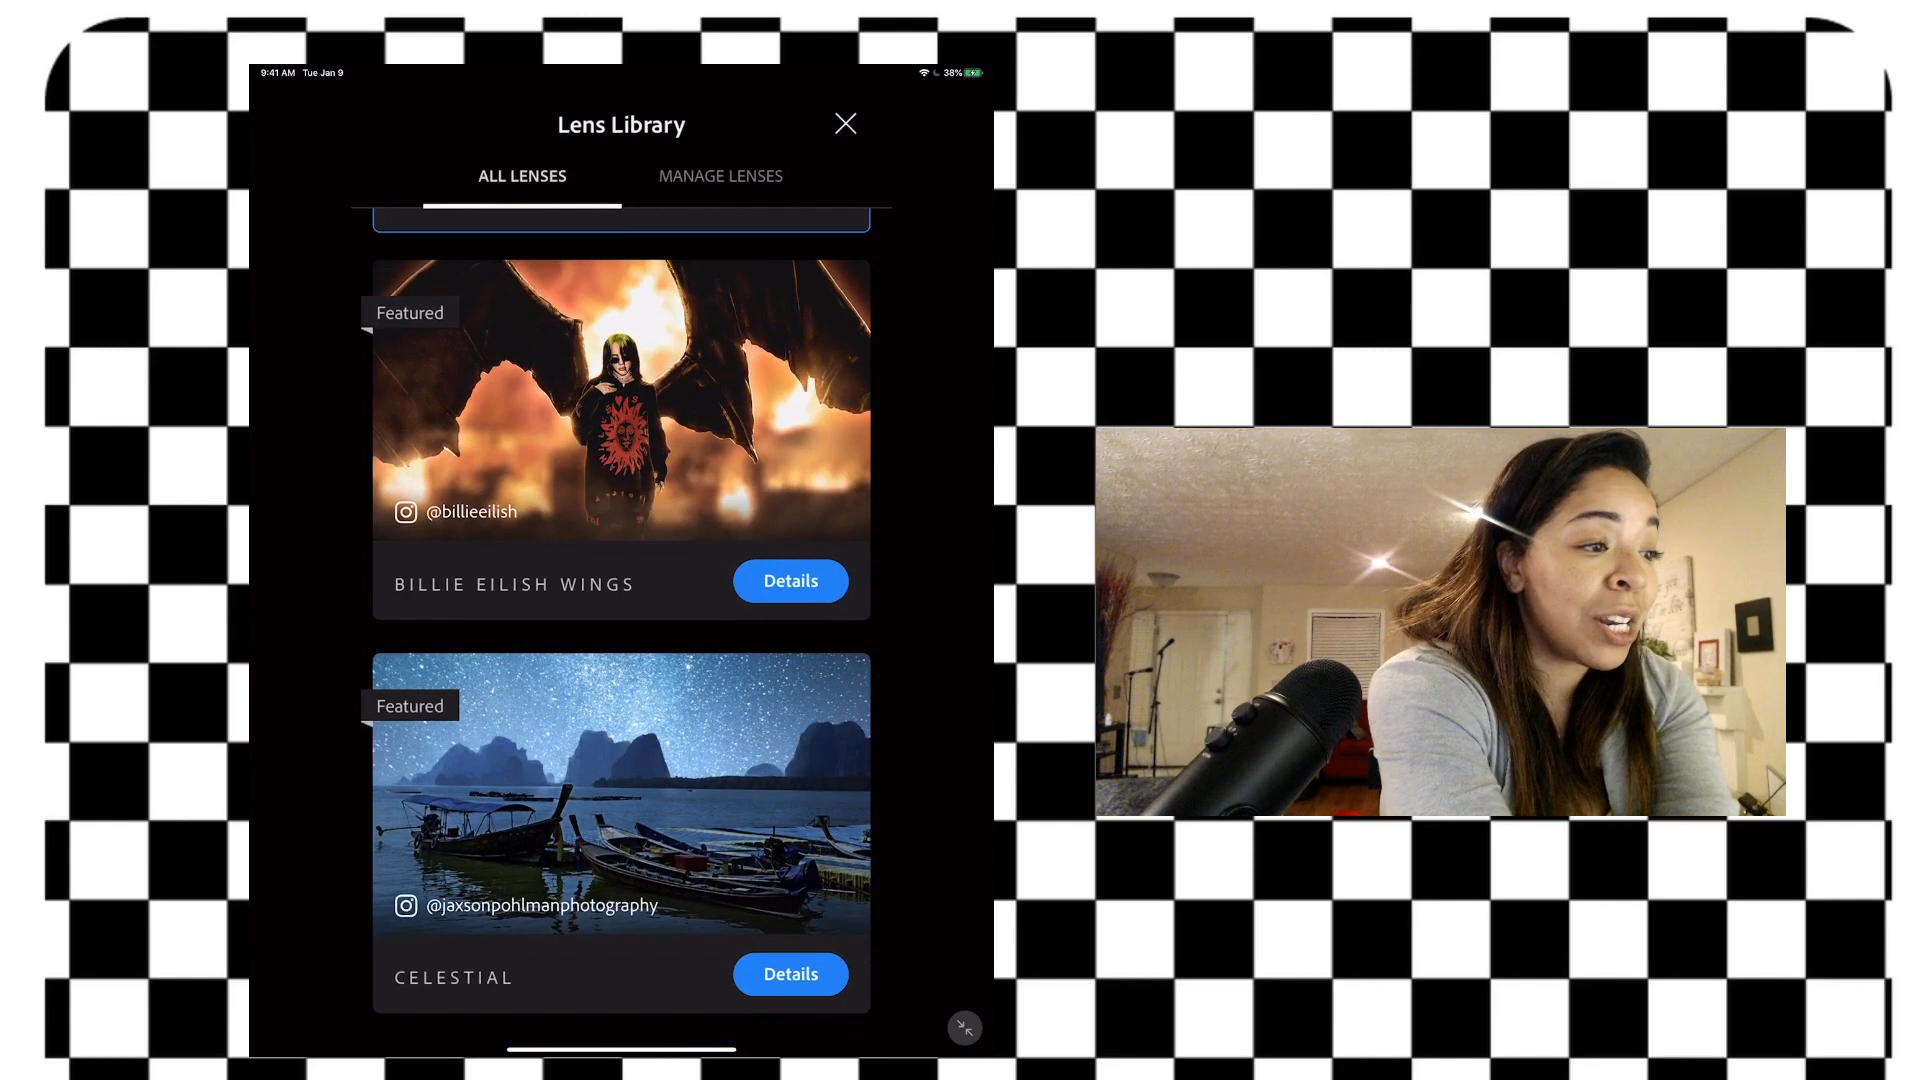 9:41 AM Tue Jan 9
38%
Lens Library
ALL LENSES
MANAGE LENSES
Featured
@billieeilish
BILLIE EILISH WINGS
Details
Featured
@jaxsonpohlmanphotography
CELESTIAL
Details